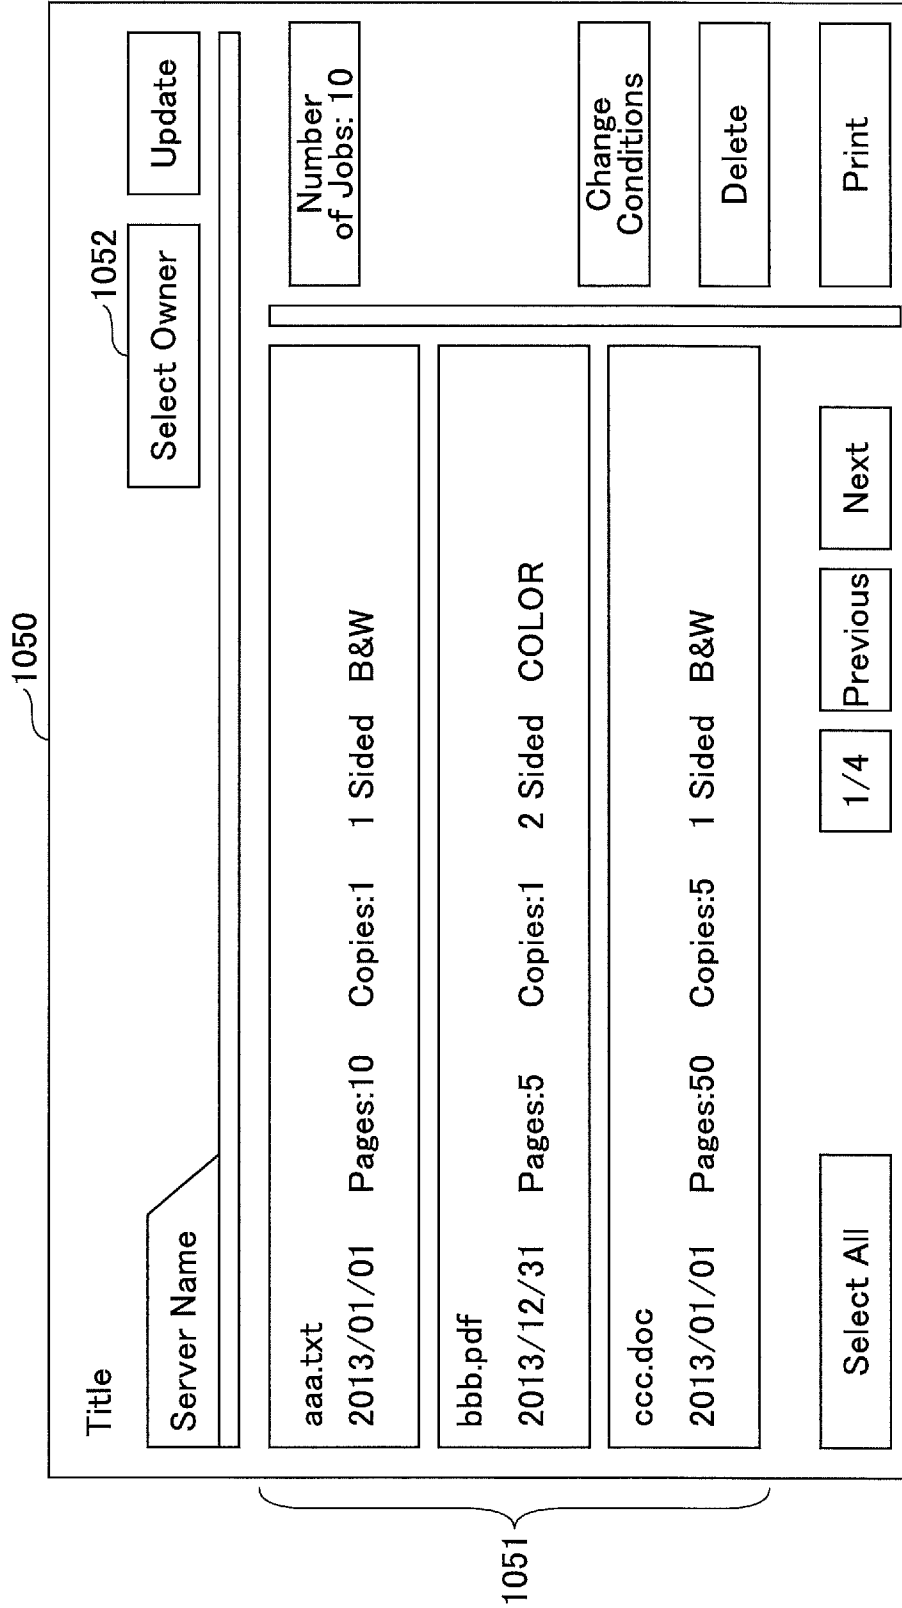 1050
Title
1052
Server Name
Select Owner
Update
aaa.txt
2013/01/01 Pages:10 Copies:1 1 Sided B&W
bbb.pdf
2013/12/31 Pages:5 Copies:1 2 Sided COLOR
ccc.doc
2013/01/01 Pages:50 Copies:5 1 Sided B&W
1051
Number
of Jobs: 10
Change
Conditions
Delete
Select All
1/4
Previous
Next
Print